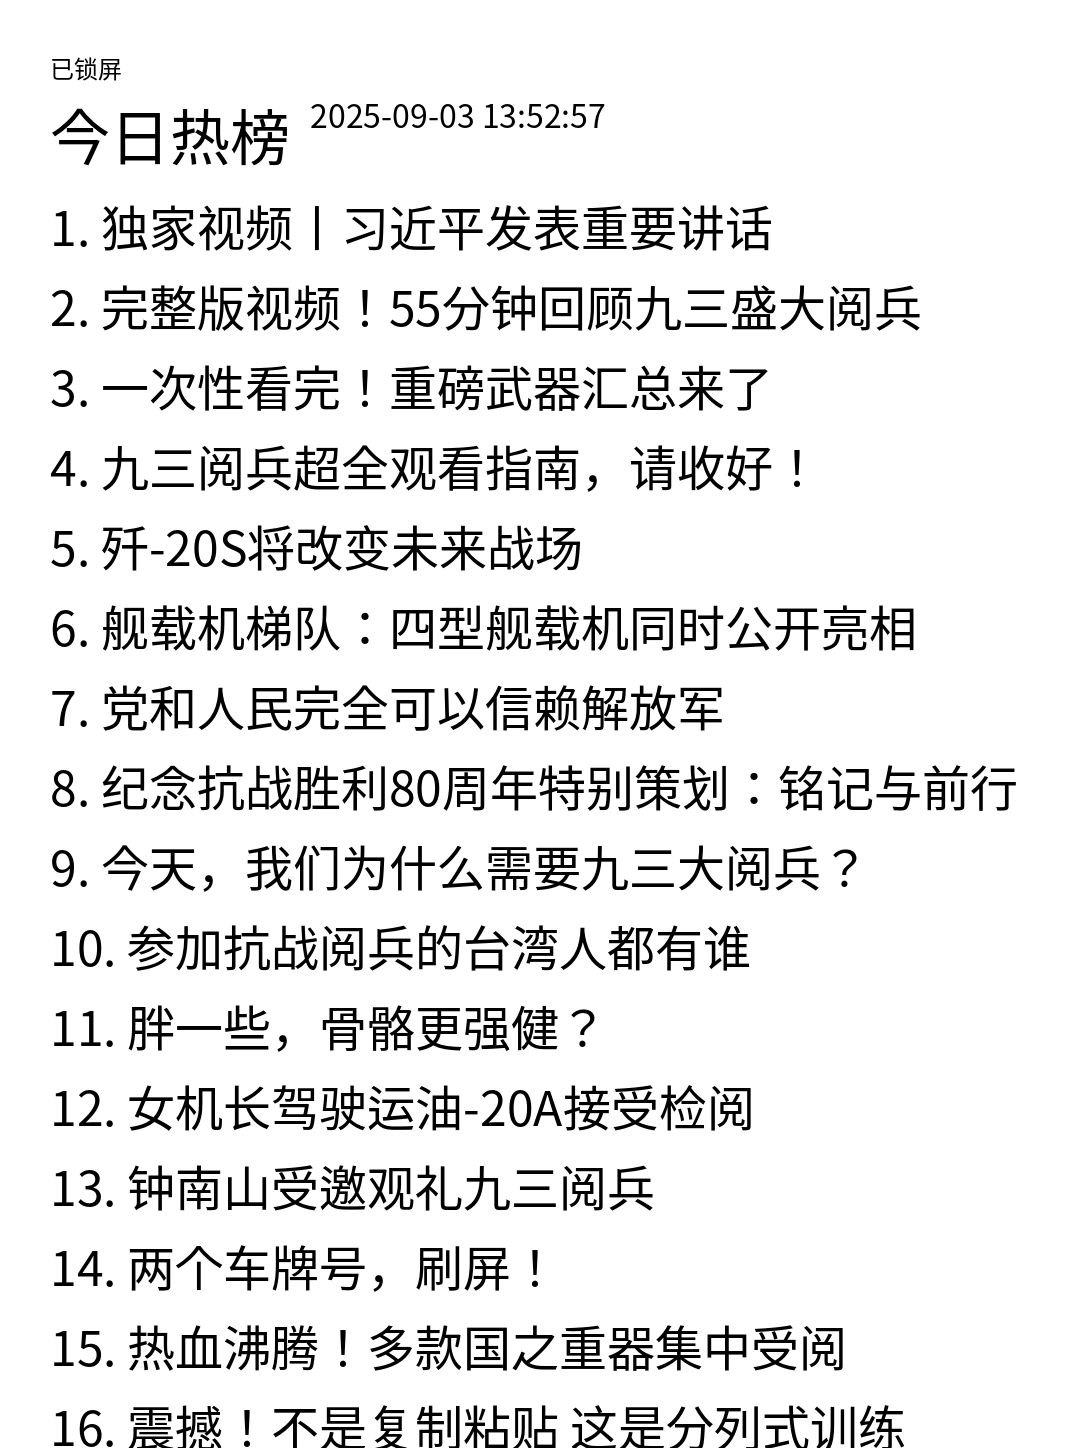 已锁屏
今日热榜 2025-09-03 13:52:57
1. 独家视频丨习近平发表重要讲话
2. 完整版视频！55分钟回顾九三盛大阅兵
3. 一次性看完！重磅武器汇总来了
4. 九三阅兵超全观看指南，请收好！
5. 歼-20S将改变未来战场
6. 舰载机梯队：四型舰载机同时公开亮相
7. 党和人民完全可以信赖解放军
8. 纪念抗战胜利80周年特别策划：铭记与前行
9. 今天，我们为什么需要九三大阅兵？
10. 参加抗战阅兵的台湾人都有谁
11. 胖一些，骨骼更强健？
12. 女机长驾驶运油-20A接受检阅
13. 钟南山受邀观礼九三阅兵
14. 两个车牌号，刷屏！
15. 热血沸腾！多款国之重器集中受阅
16. 震撼！不是复制粘贴 这是分列式训练